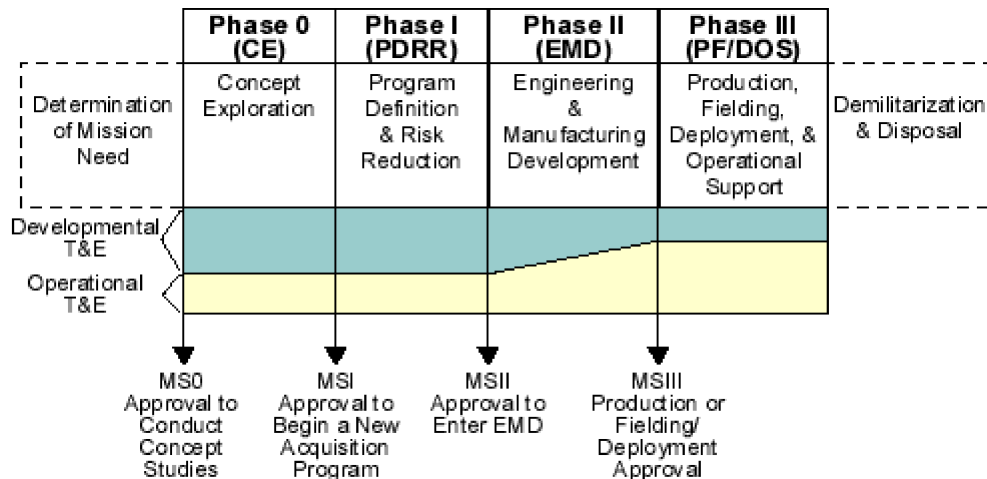 Phase 0
(CE)
Phase I
(PDRR)
Phase II
(EMD)
Phase III
(PF/DOS)
Determination
of Mission
Need
Concept
Exploration
Program
Definition
& Risk
Reduction
Engineering
&
Manufacturing
Development
Production,
Fielding,
Deployment, &
Operational
Support
Demilitarization
& Disposal
Developmental
T&E
Operational
T&E
MS0
Approval to
Conduct
Concept
Studies
MSI
Approval to
Begin a New
Acquisition
Program
MSII
Approval to
Enter EMD
MSIII
Production or
Fielding/
Deployment
Approval